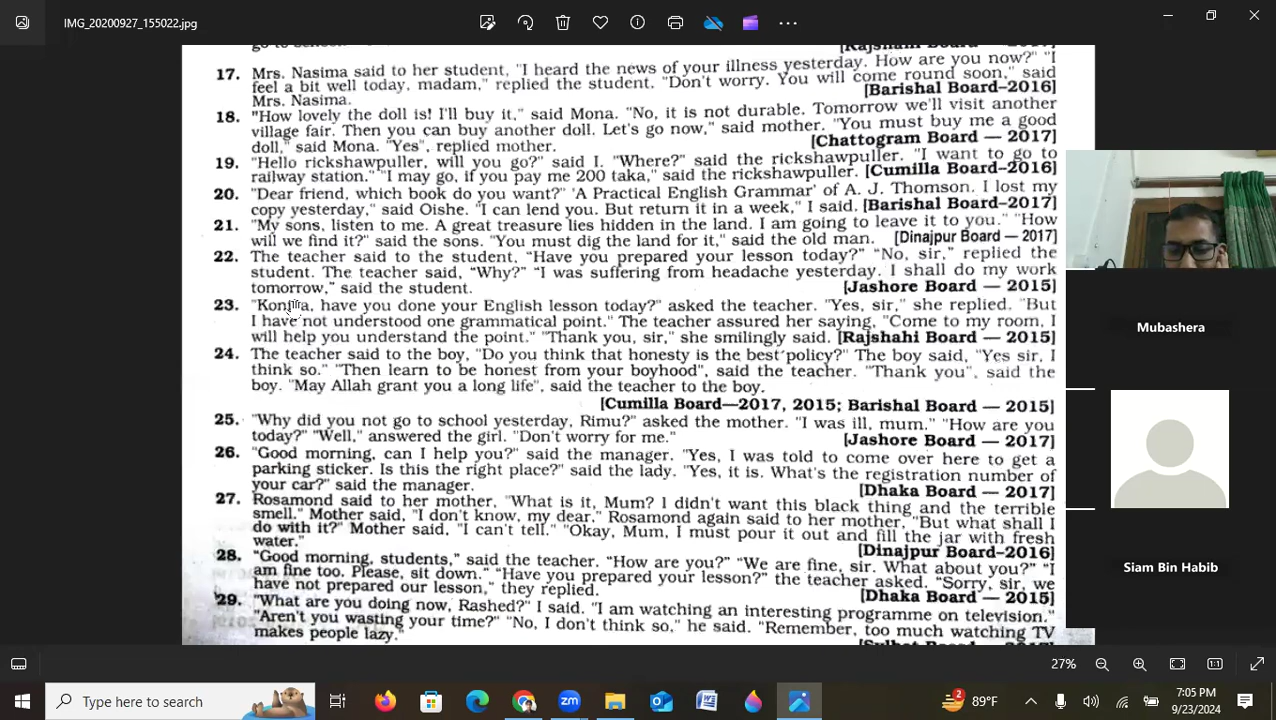 IMG_20200927_155022.jpg
[Rajshahi Board — 2017]
17. Mrs. Nasima said to her student, "I heard the news of your illness yesterday. How are you now?" "I
feel a bit well today, madam," replied the student. "Don't worry. You will come round soon," said
Mrs. Nasima. [Barishal Board–2016]
18. "How lovely the doll is! I'll buy it," said Mona. "No, it is not durable. Tomorrow we'll visit another
village fair. Then you can buy another doll. Let's go now," said mother. "You must buy me a good
doll," said Mona. "Yes", replied mother. [Chattogram Board — 2017]
19. "Hello rickshawpuller, will you go?" said I. "Where?" said the rickshawpuller. "I want to go to
railway station." "I may go, if you pay me 200 taka," said the rickshawpuller. [Cumilla Board–2016]
20. "Dear friend, which book do you want?" 'A Practical English Grammar' of A. J. Thomson. I lost my
copy yesterday," said Oishe. "I can lend you. But return it in a week," I said. [Barishal Board–2017]
21. "My sons, listen to me. A great treasure lies hidden in the land. I am going to leave it to you." "How
will we find it?" said the sons. "You must dig the land for it," said the old man. [Dinajpur Board — 2017]
22. The teacher said to the student, "Have you prepared your lesson today?" "No, sir," replied the
student. The teacher said, "Why?" "I was suffering from headache yesterday. I shall do my work
tomorrow," said the student. [Jashore Board — 2015]
23. have you done your English lesson today?" asked the teacher. "Yes, sir," she replied. "But
I have not understood one grammatical point." The teacher assured her saying, "Come to my room, I
will help you understand the point." "Thank you, sir," she smilingly said. [Rajshahi Board — 2015]
24. The teacher said to the boy, "Do you think that honesty is the best policy?" The boy said, "Yes sir, I
think so." "Then learn to be honest from your boyhood", said the teacher. "Thank you", said the
boy. "May Allah grant you a long life", said the teacher to the boy.
[Cumilla Board—2017, 2015; Barishal Board — 2015]
25. "Why did you not go to school yesterday, Rimu?" asked the mother. "I was ill, mum." "How are you
today?" "Well," answered the girl. "Don't worry for me." [Jashore Board — 2017]
26. "Good morning, can I help you?" said the manager. "Yes, I was told to come over here to get a
parking sticker. Is this the right place?" said the lady. "Yes, it is. What's the registration number of
your car?" said the manager. [Dhaka Board — 2017]
27. Rosamond said to her mother, "What is it, Mum? I didn't want this black thing and the terrible
smell." Mother said, "I don't know, my dear." Rosamond again said to her mother, "But what shall I
do with it?" Mother said, "I can't tell." "Okay, Mum, I must pour it out and fill the jar with fresh
water." [Dinajpur Board–2016]
28. "Good morning, students," said the teacher. "How are you?" "We are fine, sir. What about you?" "I
am fine too. Please, sit down." "Have you prepared your lesson?" the teacher asked. "Sorry, sir, we
have not prepared our lesson," they replied. [Dhaka Board — 2015]
29. "What are you doing now, Rashed?" I said. "I am watching an interesting programme on television."
"Aren't you wasting your time?" "No, I don't think so," he said. "Remember, too much watching TV
makes people lazy."
Mubashera
Siam Bin Habib
27%
1:1
Type here to search
2
89°F
7:05 PM
9/23/2024